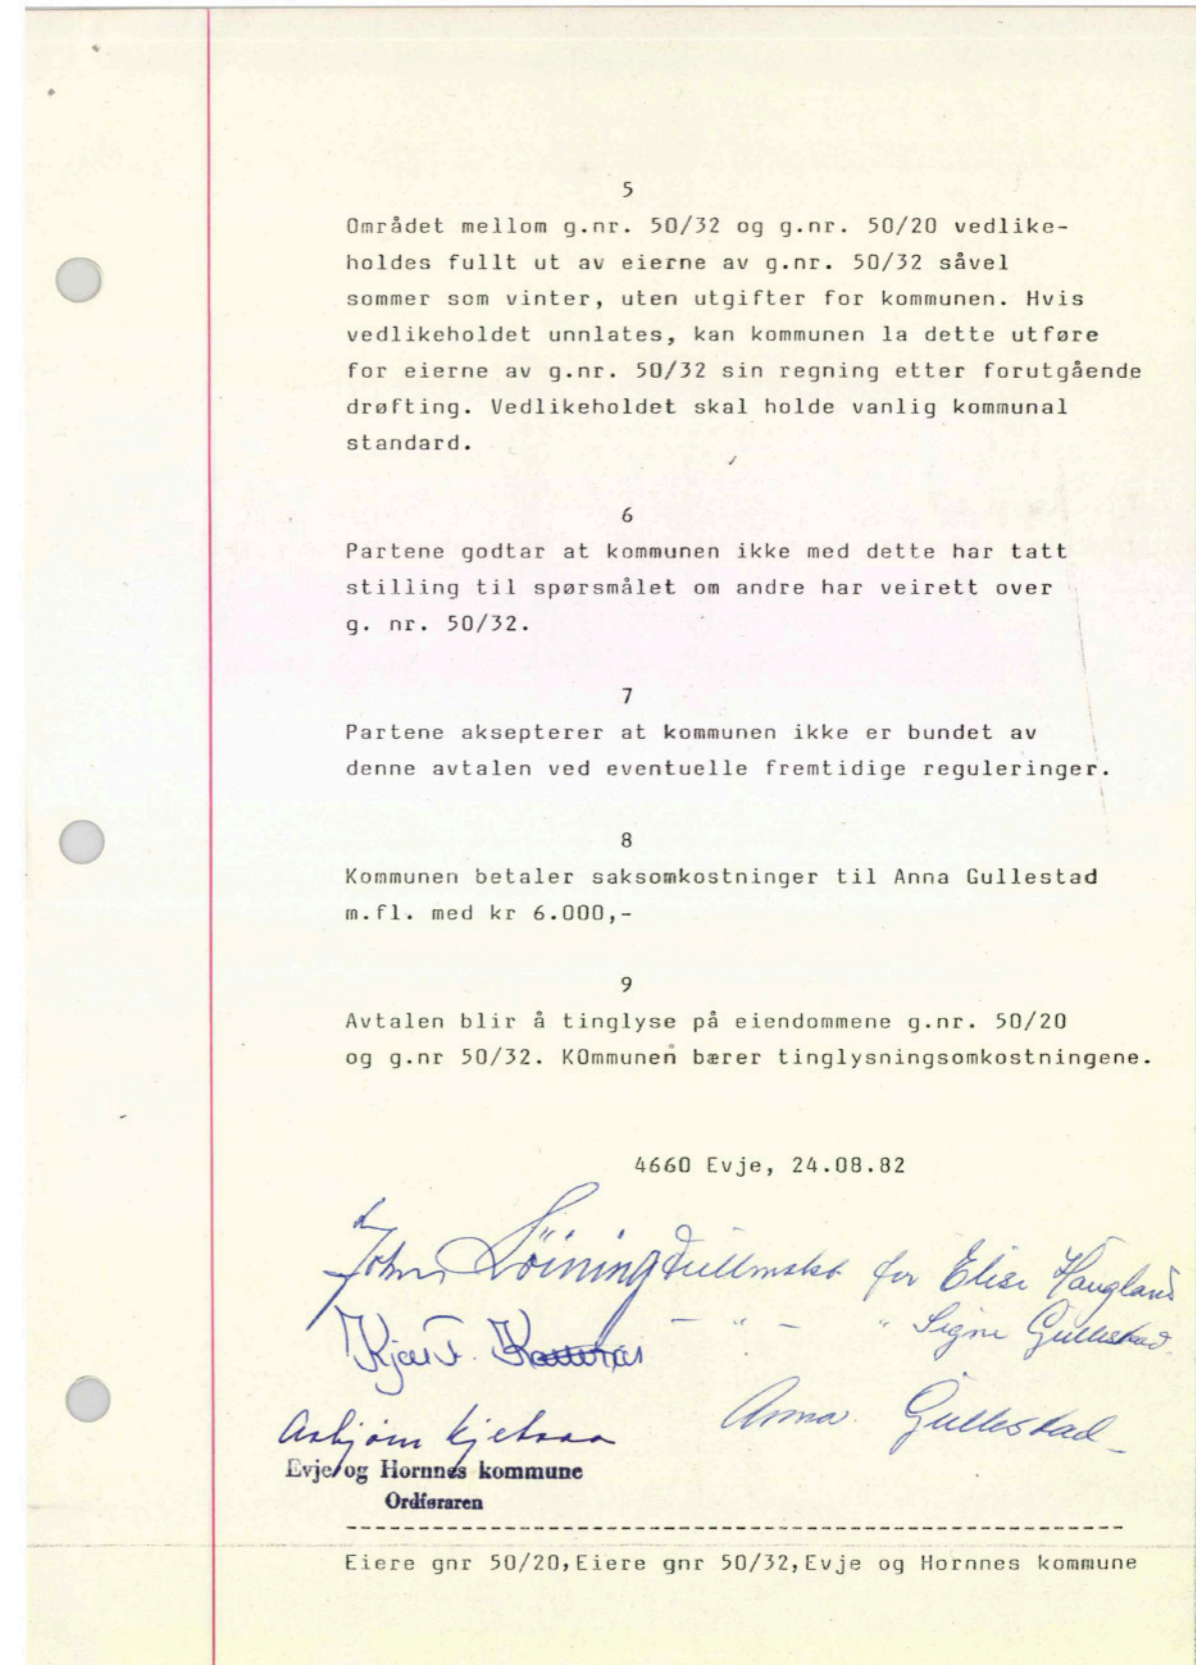 5
Området mellom g.nr. 50/32 og g.nr. 50/20 vedlike-
holdes fullt ut av eierne av g.nr. 50/32 såvel
sommer som vinter, uten utgifter for kommunen. Hvis
vedlikeholdet unnlates, kan kommunen la dette utføre
for eierne av g.nr. 50/32 sin regning etter forutgående
drøfting. Vedlikeholdet skal holde vanlig kommunal
standard.
6
Partene godtar at kommunen ikke med dette har tatt
stilling til spørsmålet om andre har veirett over
g. nr. 50/32.
7
Partene aksepterer at kommunen ikke er bundet av
denne avtalen ved eventuelle fremtidige reguleringer.
8
Kommunen betaler saksomkostninger til Anna Gullestad
m.fl. med kr 6.000,-
9
Avtalen blir å tinglyse på eiendommene g.nr. 50/20
og g.nr 50/32. KOmmunen bærer tinglysningsomkostningene.
4660 Evje, 24.08.82
John for Elise Haugland
- " - " Signe Gullestad
Anna Gullestad
Evje og Hornnes kommune
Ordføraren
Eiere gnr 50/20, Eiere gnr 50/32, Evje og Hornnes kommune